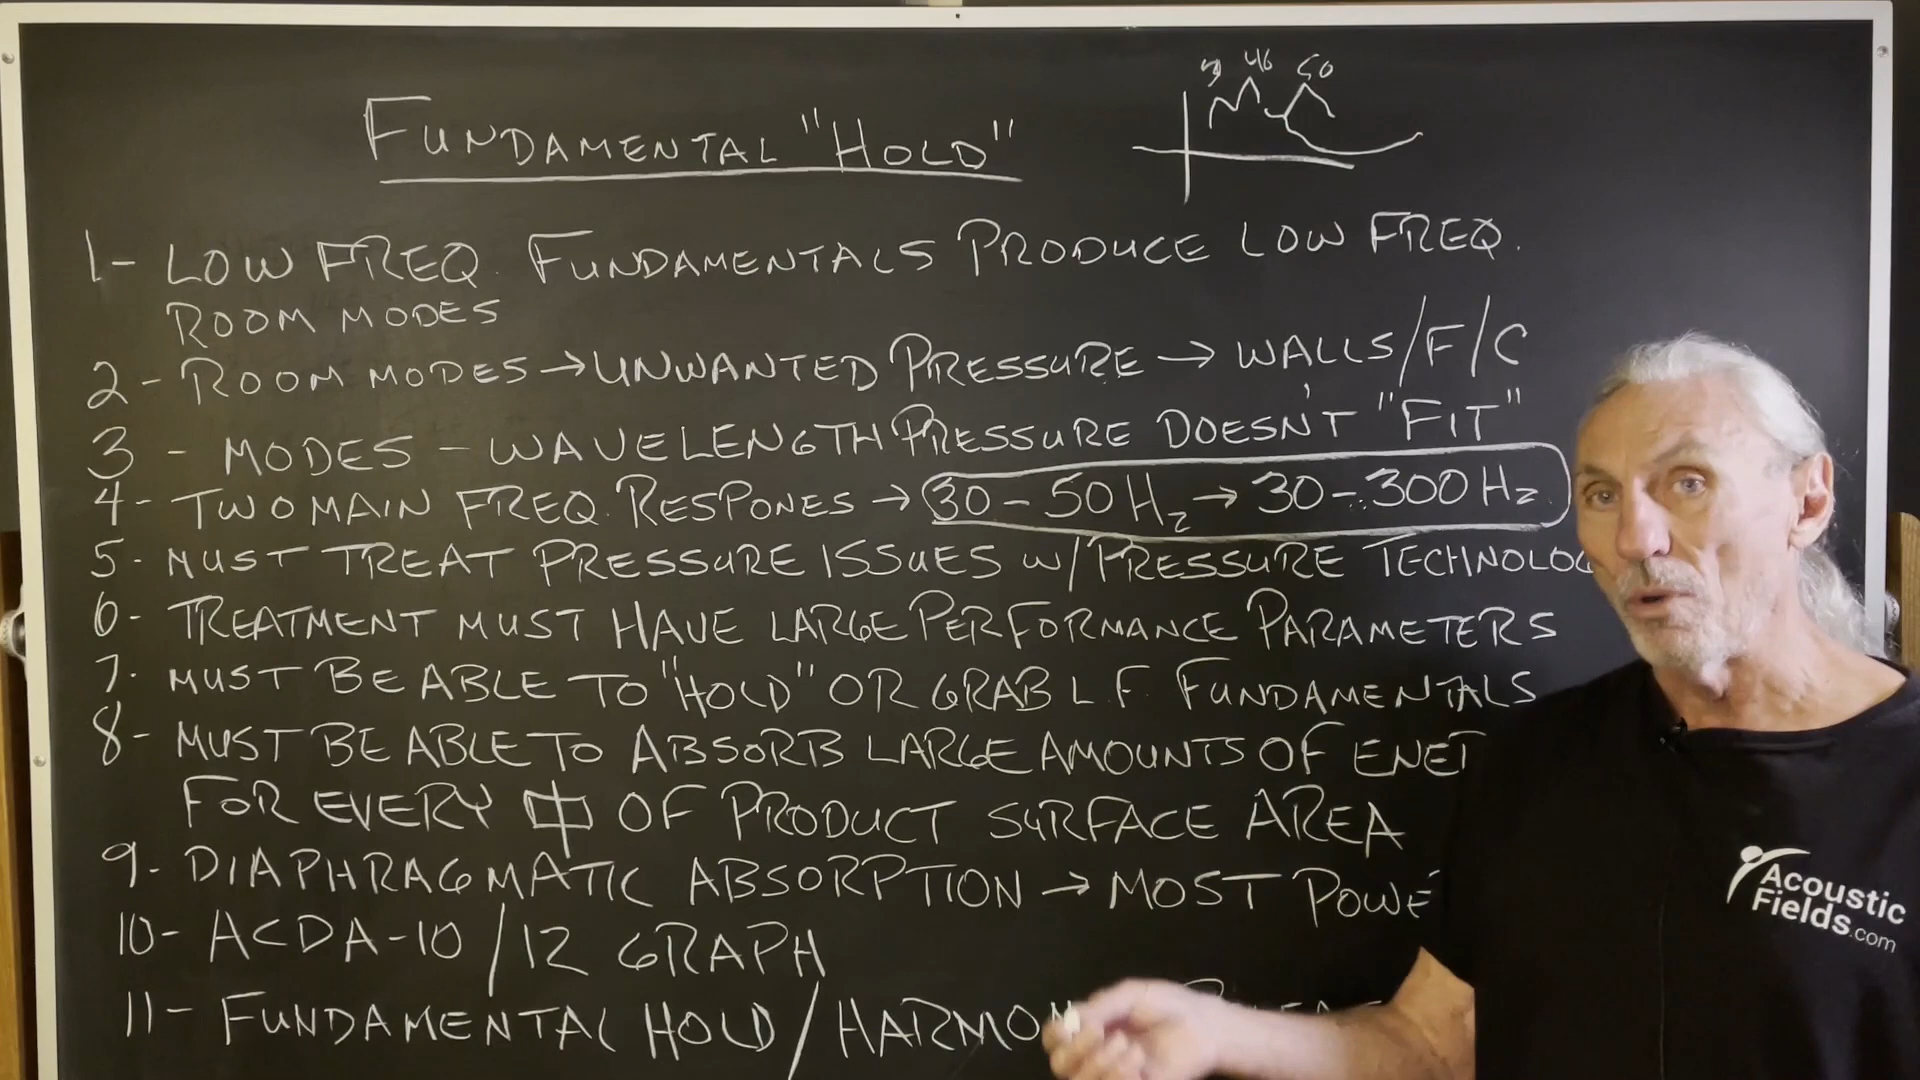 46 50
FUNDAMENTAL "HOLD"
1- LOW FREQ. FUNDAMENTALS PRODUCE LOW FREQ.
ROOM MODES
2- ROOM MODES → UNWANTED PRESSURE → WALLS/F/C
3- MODES - WAVELENGTH PRESSURE DOESN'T "FIT"
4- TWO MAIN FREQ. RESPONES → 30-50 Hz → 30-300 Hz
5- MUST TREAT PRESSURE ISSUES W/PRESSURE TECHNOLO
6- TREATMENT MUST HAVE LARGE PERFORMANCE PARAMETERS
7- MUST BE ABLE TO "HOLD" OR GRAB L.F. FUNDAMENTALS
8- MUST BE ABLE TO ABSORB LARGE AMOUNTS OF
FOR EVERY OF PRODUCT SURFACE AREA
9- DIAPHRAGMATIC ABSORPTION → MOST POWE
10- ACDA-10/12 GRAPH
11- FUNDAMENTAL HOLD/HARMON
Acoustic
Fields.com